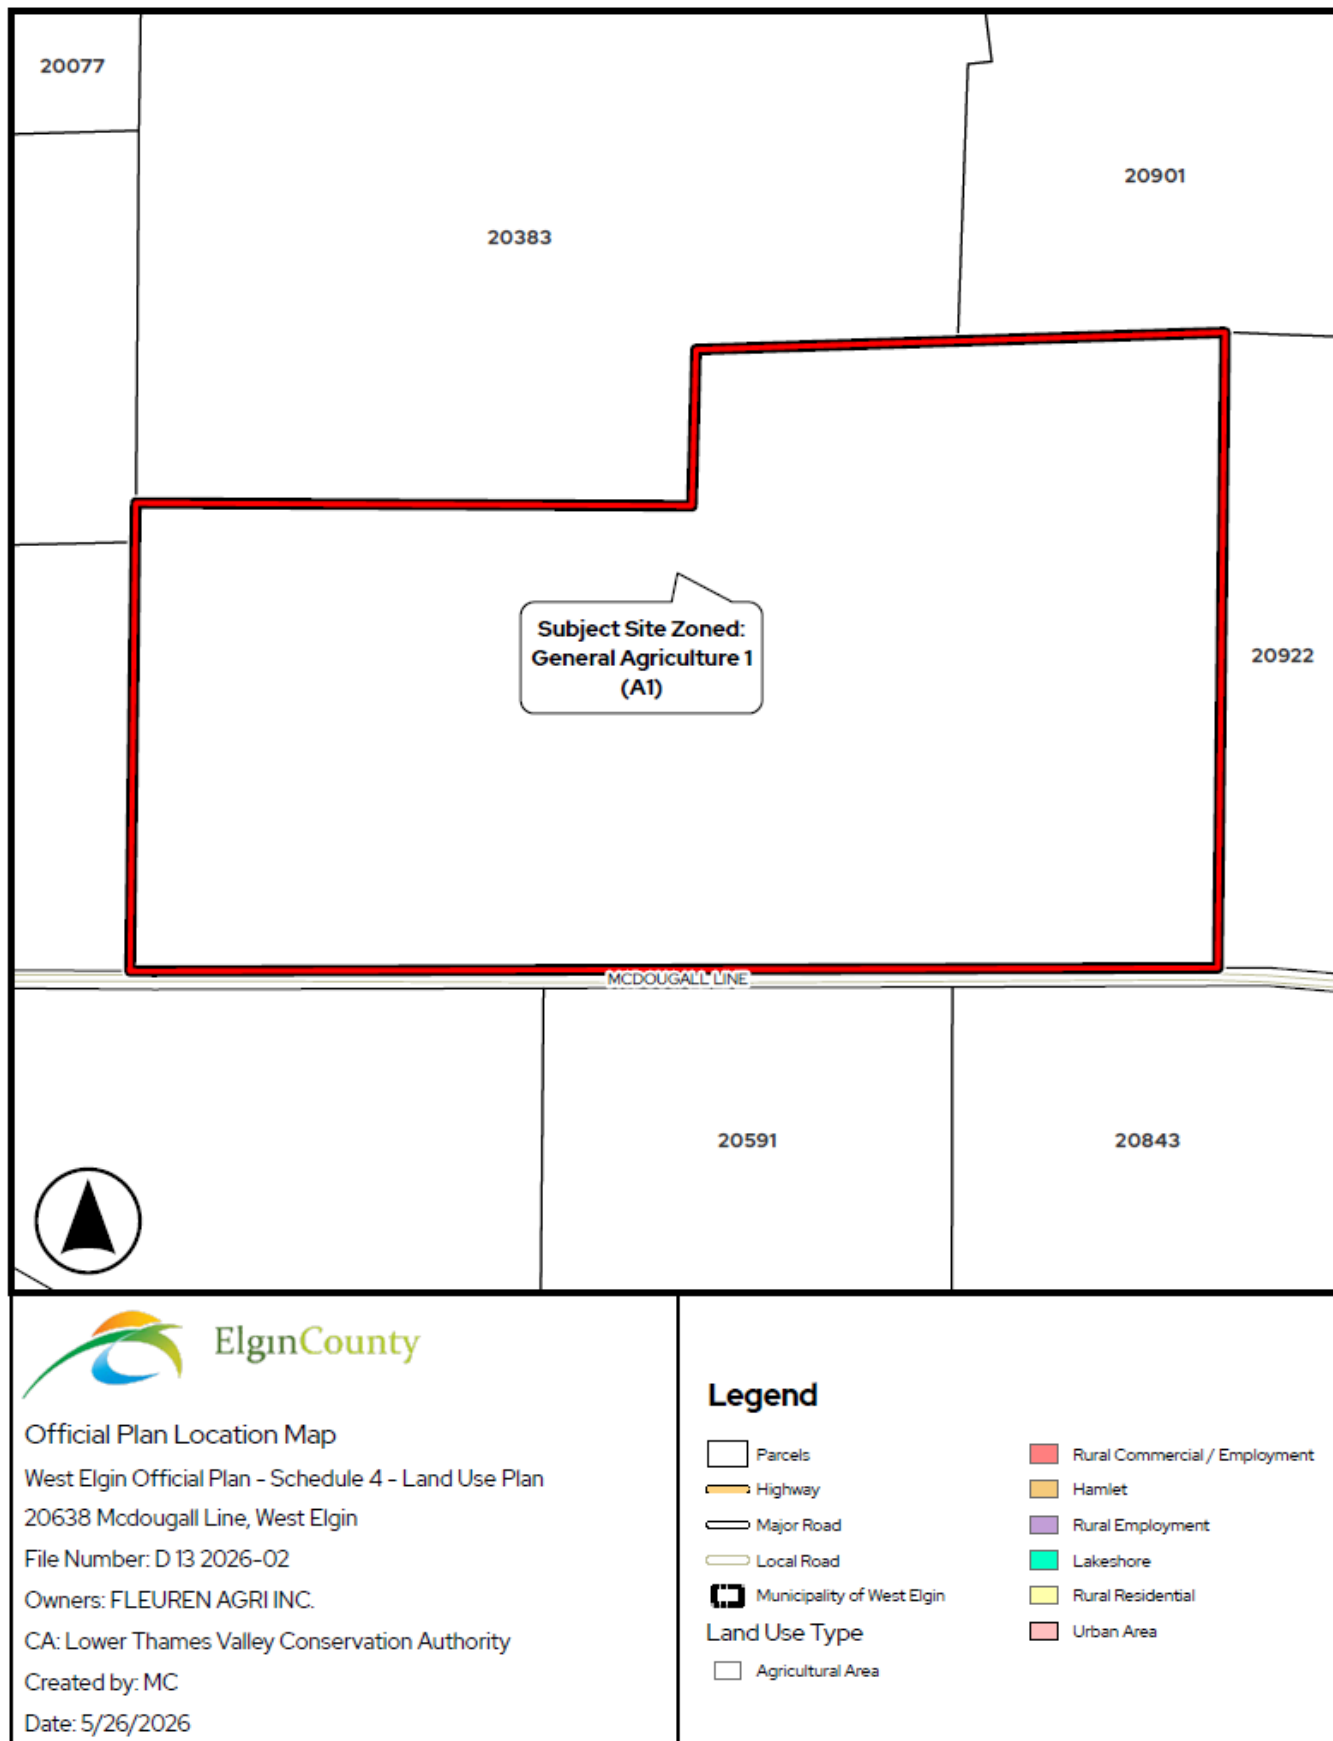 20077
20901
20383
Subject Site Zoned:
General Agriculture 1
(A1)
20922
MCDOUGALL LINE
20591
20843
ElginCounty
Official Plan Location Map
West Elgin Official Plan - Schedule 4 - Land Use Plan
20638 Mcdougall Line, West Elgin
File Number: D 13 2026-02
Owners: FLEUREN AGRI INC.
CA: Lower Thames Valley Conservation Authority
Created by: MC
Date: 5/26/2026
Legend
Parcels
Highway
Major Road
Local Road
Municipality of West Elgin
Land Use Type
Agricultural Area
Rural Commercial / Employment
Hamlet
Rural Employment
Lakeshore
Rural Residential
Urban Area